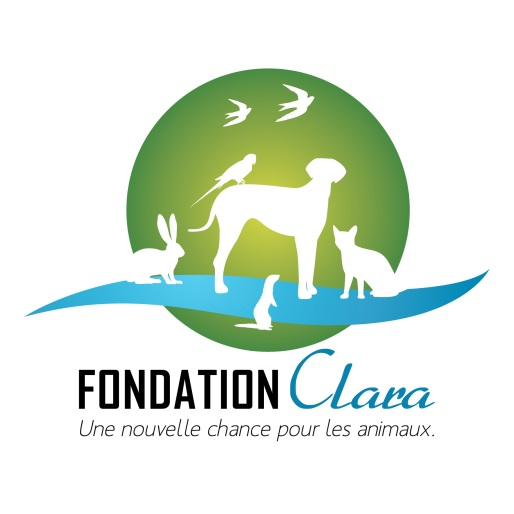 FONDATION Clara
Une nouvelle chance pour les animaux.